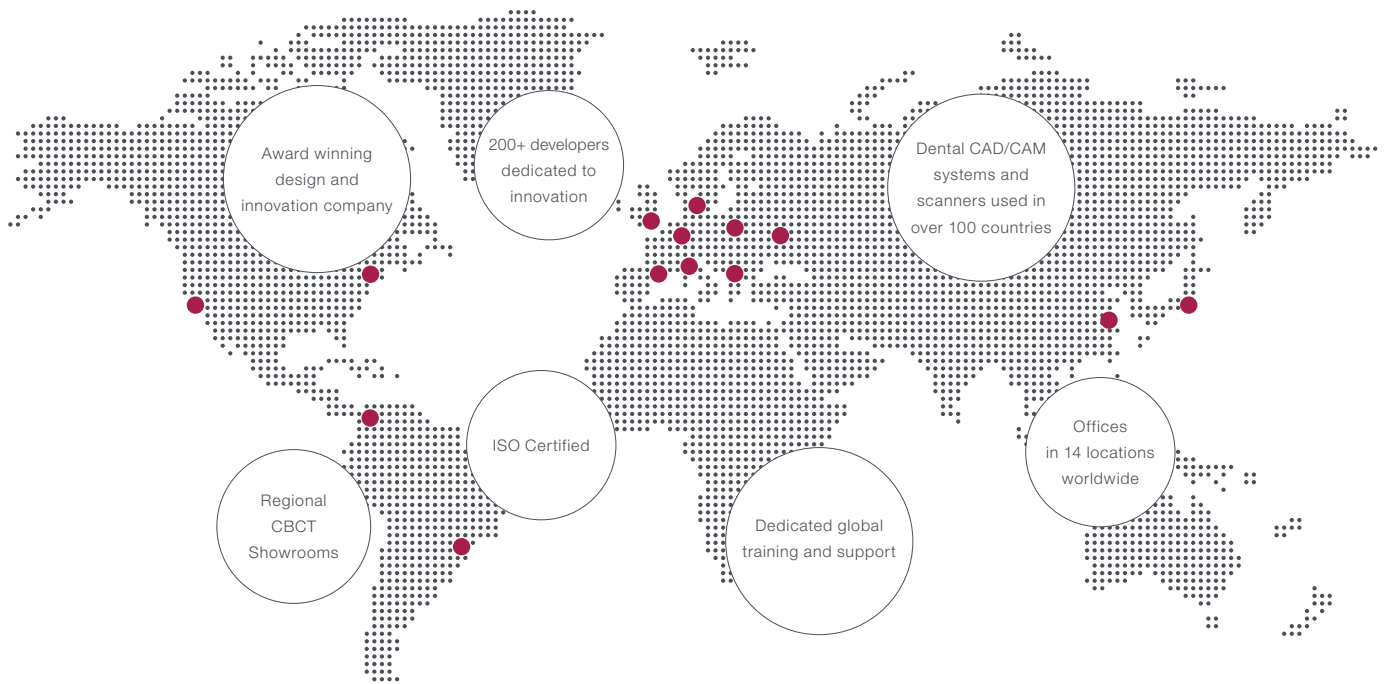 Award winning
design and
innovation company
200+ developers
dedicated to
innovation
Dental CAD/CAM
systems and
scanners used in
over 100 countries
ISO Certified
Offices
in 14 locations
worldwide
Regional
CBCT
Showrooms
Dedicated global
training and support